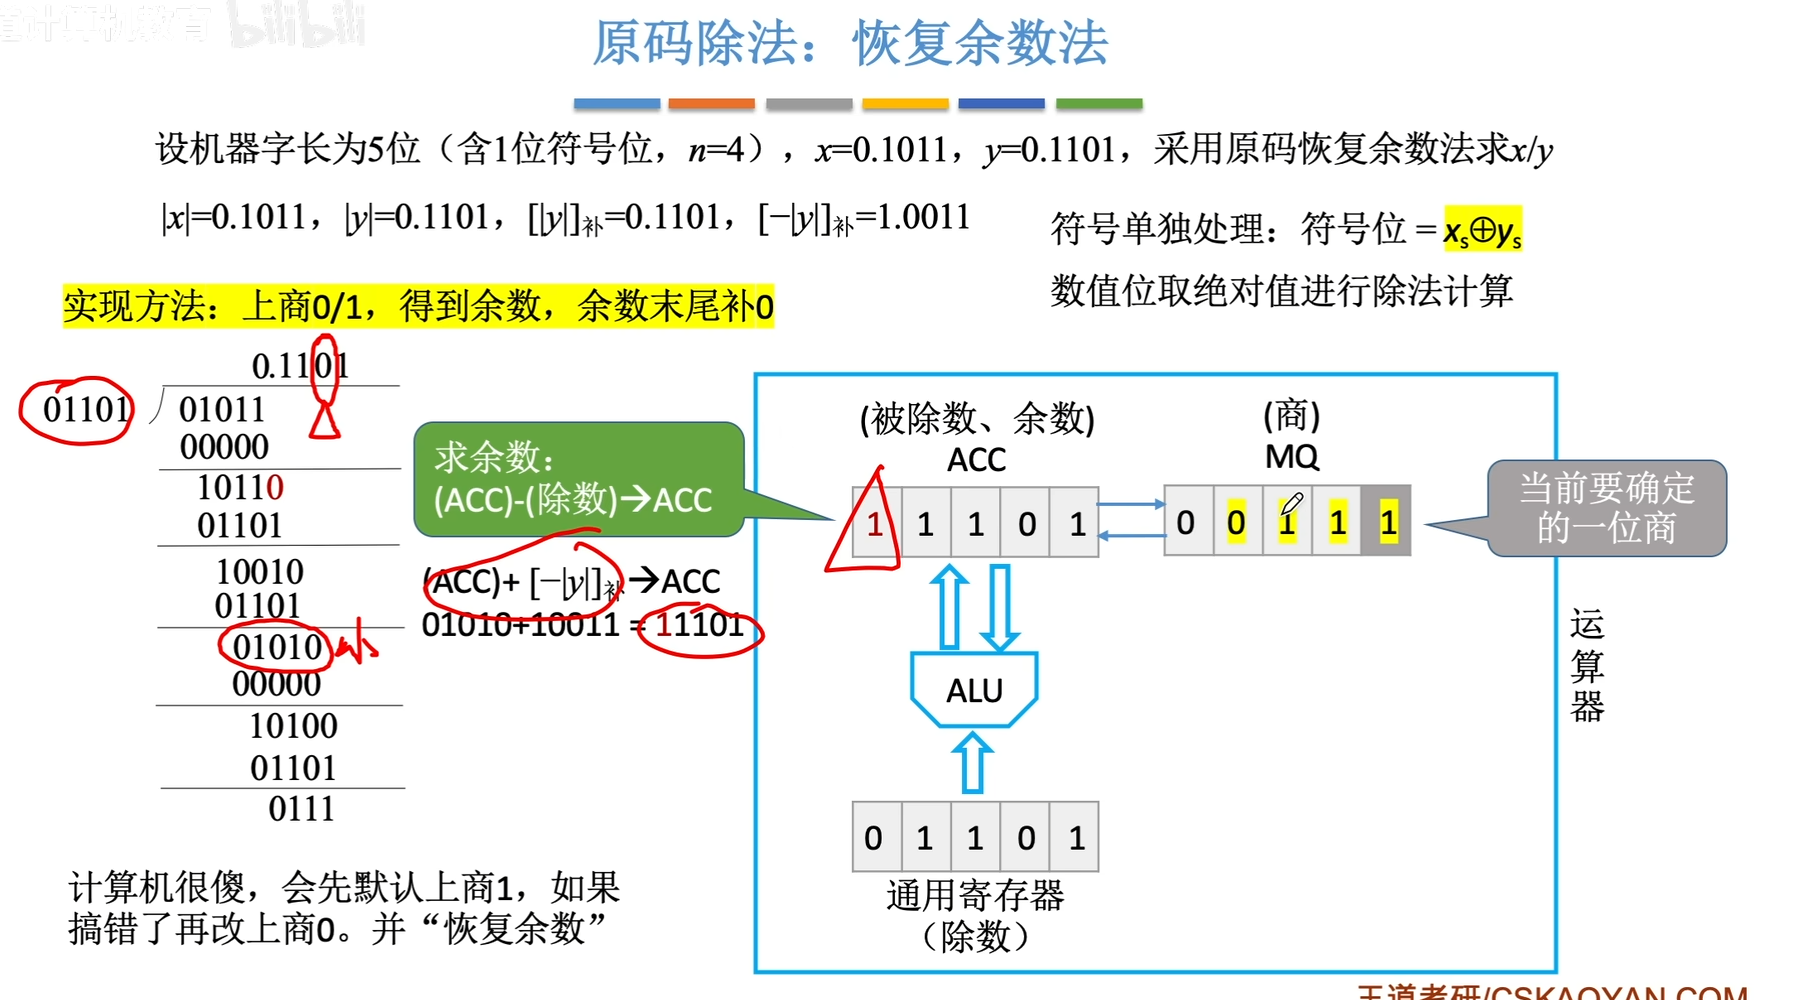 道计算机教育 bilibili
原码除法：恢复余数法
设机器字长为5位（含1位符号位，n=4），x=0.1011，y=0.1101，采用原码恢复余数法求x/y
|x|=0.1011，|y|=0.1101，[|y|]补=0.1101，[−|y|]补=1.0011
符号单独处理：符号位 = xs⊕ys
数值位取绝对值进行除法计算
实现方法：上商0/1，得到余数，余数末尾补0
0.1101
01101
01011
00000
10110
01101
10010
01101
01010
00000
10100
01101
0111
求余数：
(ACC)-(除数)→ACC
(ACC)+ [−|y|]补→ACC
01010+10011 = 11101
(被除数、余数)
ACC
(商)
MQ
1 1 1 0 1
0 0 1 1 1
当前要确定
的一位商
ALU
运算器
0 1 1 0 1
通用寄存器
（除数）
计算机很傻，会先默认上商1，如果
搞错了再改上商0。并“恢复余数”
王道考研/CSKAOYAN.COM